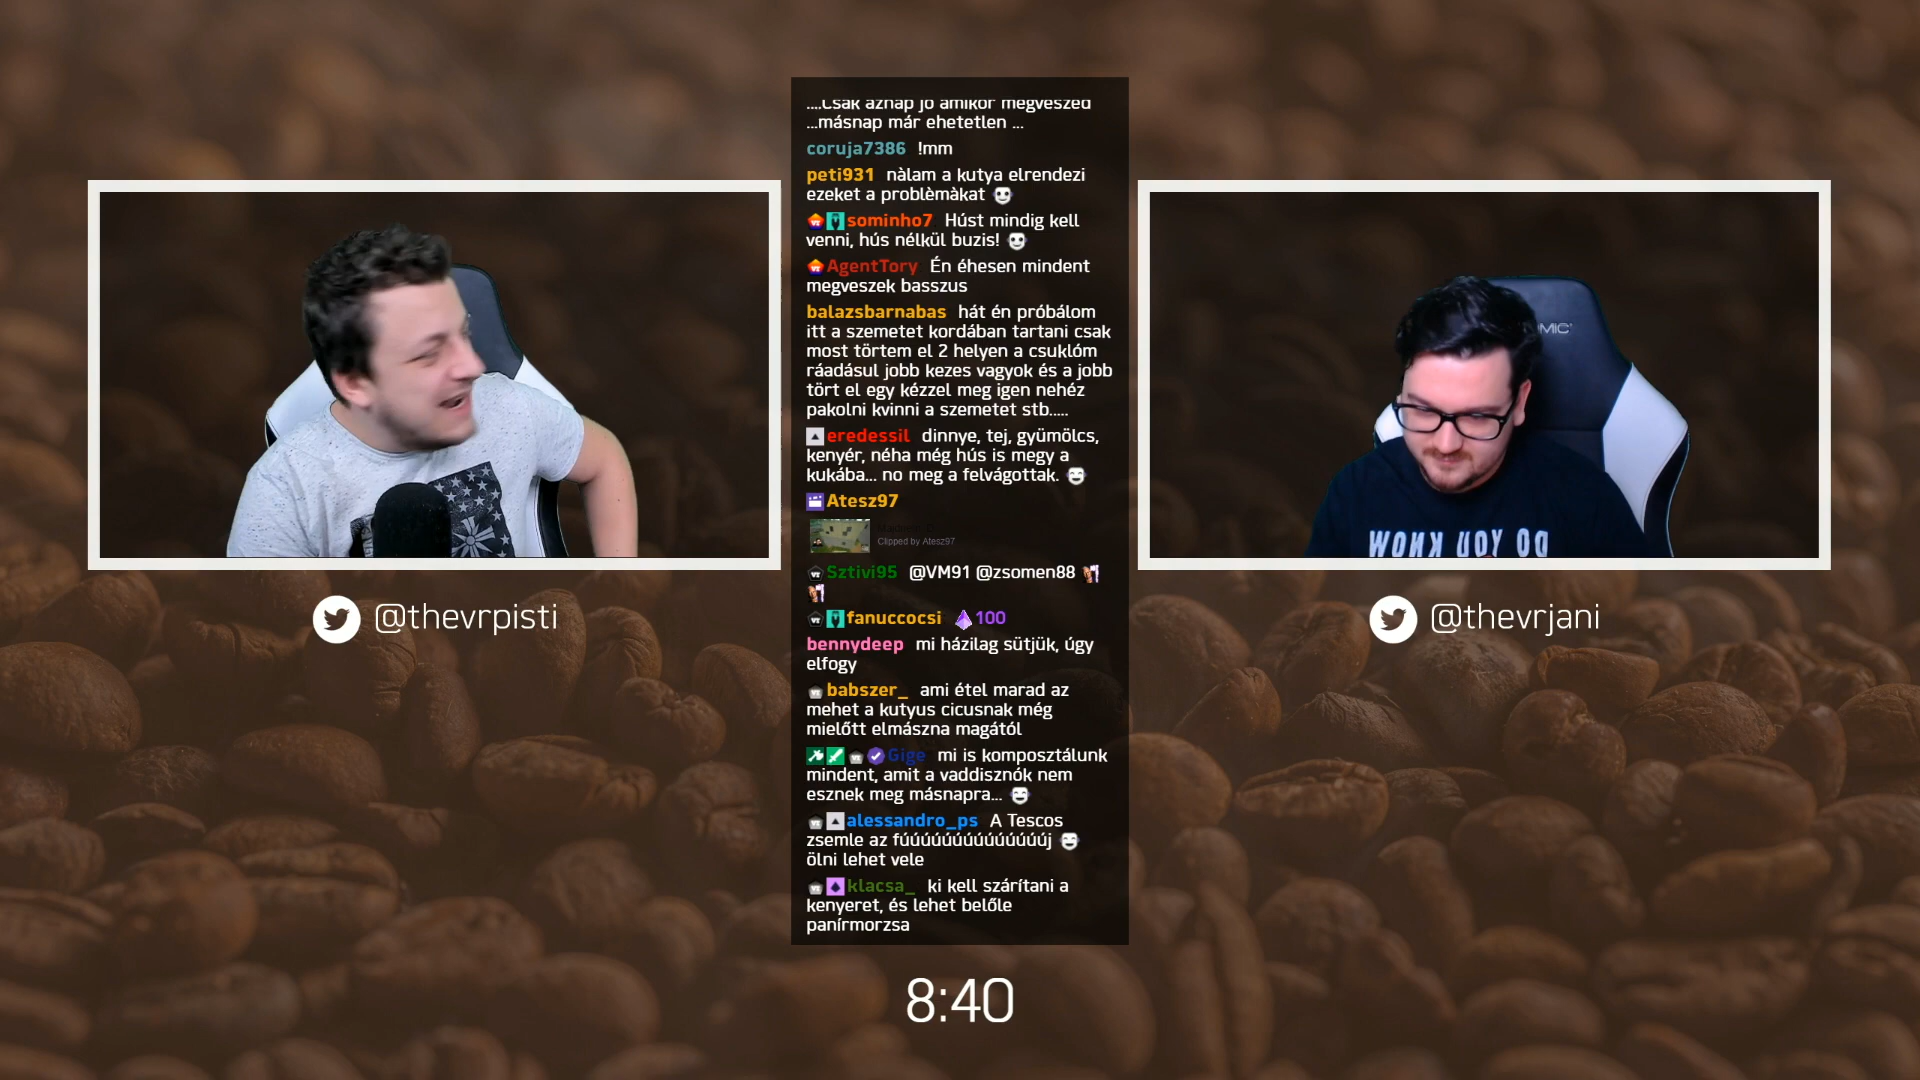 ....Csak aznap jó amikor megveszed
...másnap már ehetetlen ...
coruja7386 !mm
peti931 nàlam a kutya elrendezi
ezeket a problèmàkat
sominho7 Húst mindig kell
venni, hús nélkül buzis!
AgentTory Én éhesen mindent
megveszek basszus
balazsbarnabas hát én próbálom
itt a szemetet kordában tartani csak
most törtem el 2 helyen a csuklóm
ráadásul jobb kezes vagyok és a jobb
tört el egy kézzel meg igen nehéz
pakolni kvinni a szemetet stb.....
eredessil dinnye, tej, gyümölcs,
kenyér, néha még hús is megy a
kukába... no meg a felvágottak.
Atesz97
Clipped by Atesz97
Sztivi95 @VM91 @zsomen88
fanuccocsi 100
bennydeep mi házilag sütjük, úgy
elfogy
babszer_ ami étel marad az
mehet a kutyus cicusnak még
mielőtt elmászna magától
Gige mi is komposztálunk
mindent, amit a vaddisznók nem
esznek meg másnapra...
alessandro_ps A Tescos
zsemle az fúúúúúúúúúúúúúúj
ölni lehet vele
klacsa_ ki kell szárítani a
kenyeret, és lehet belőle
panírmorzsa
@thevrpisti
OMIC
DO YOU KNOW
@thevrjani
8:40